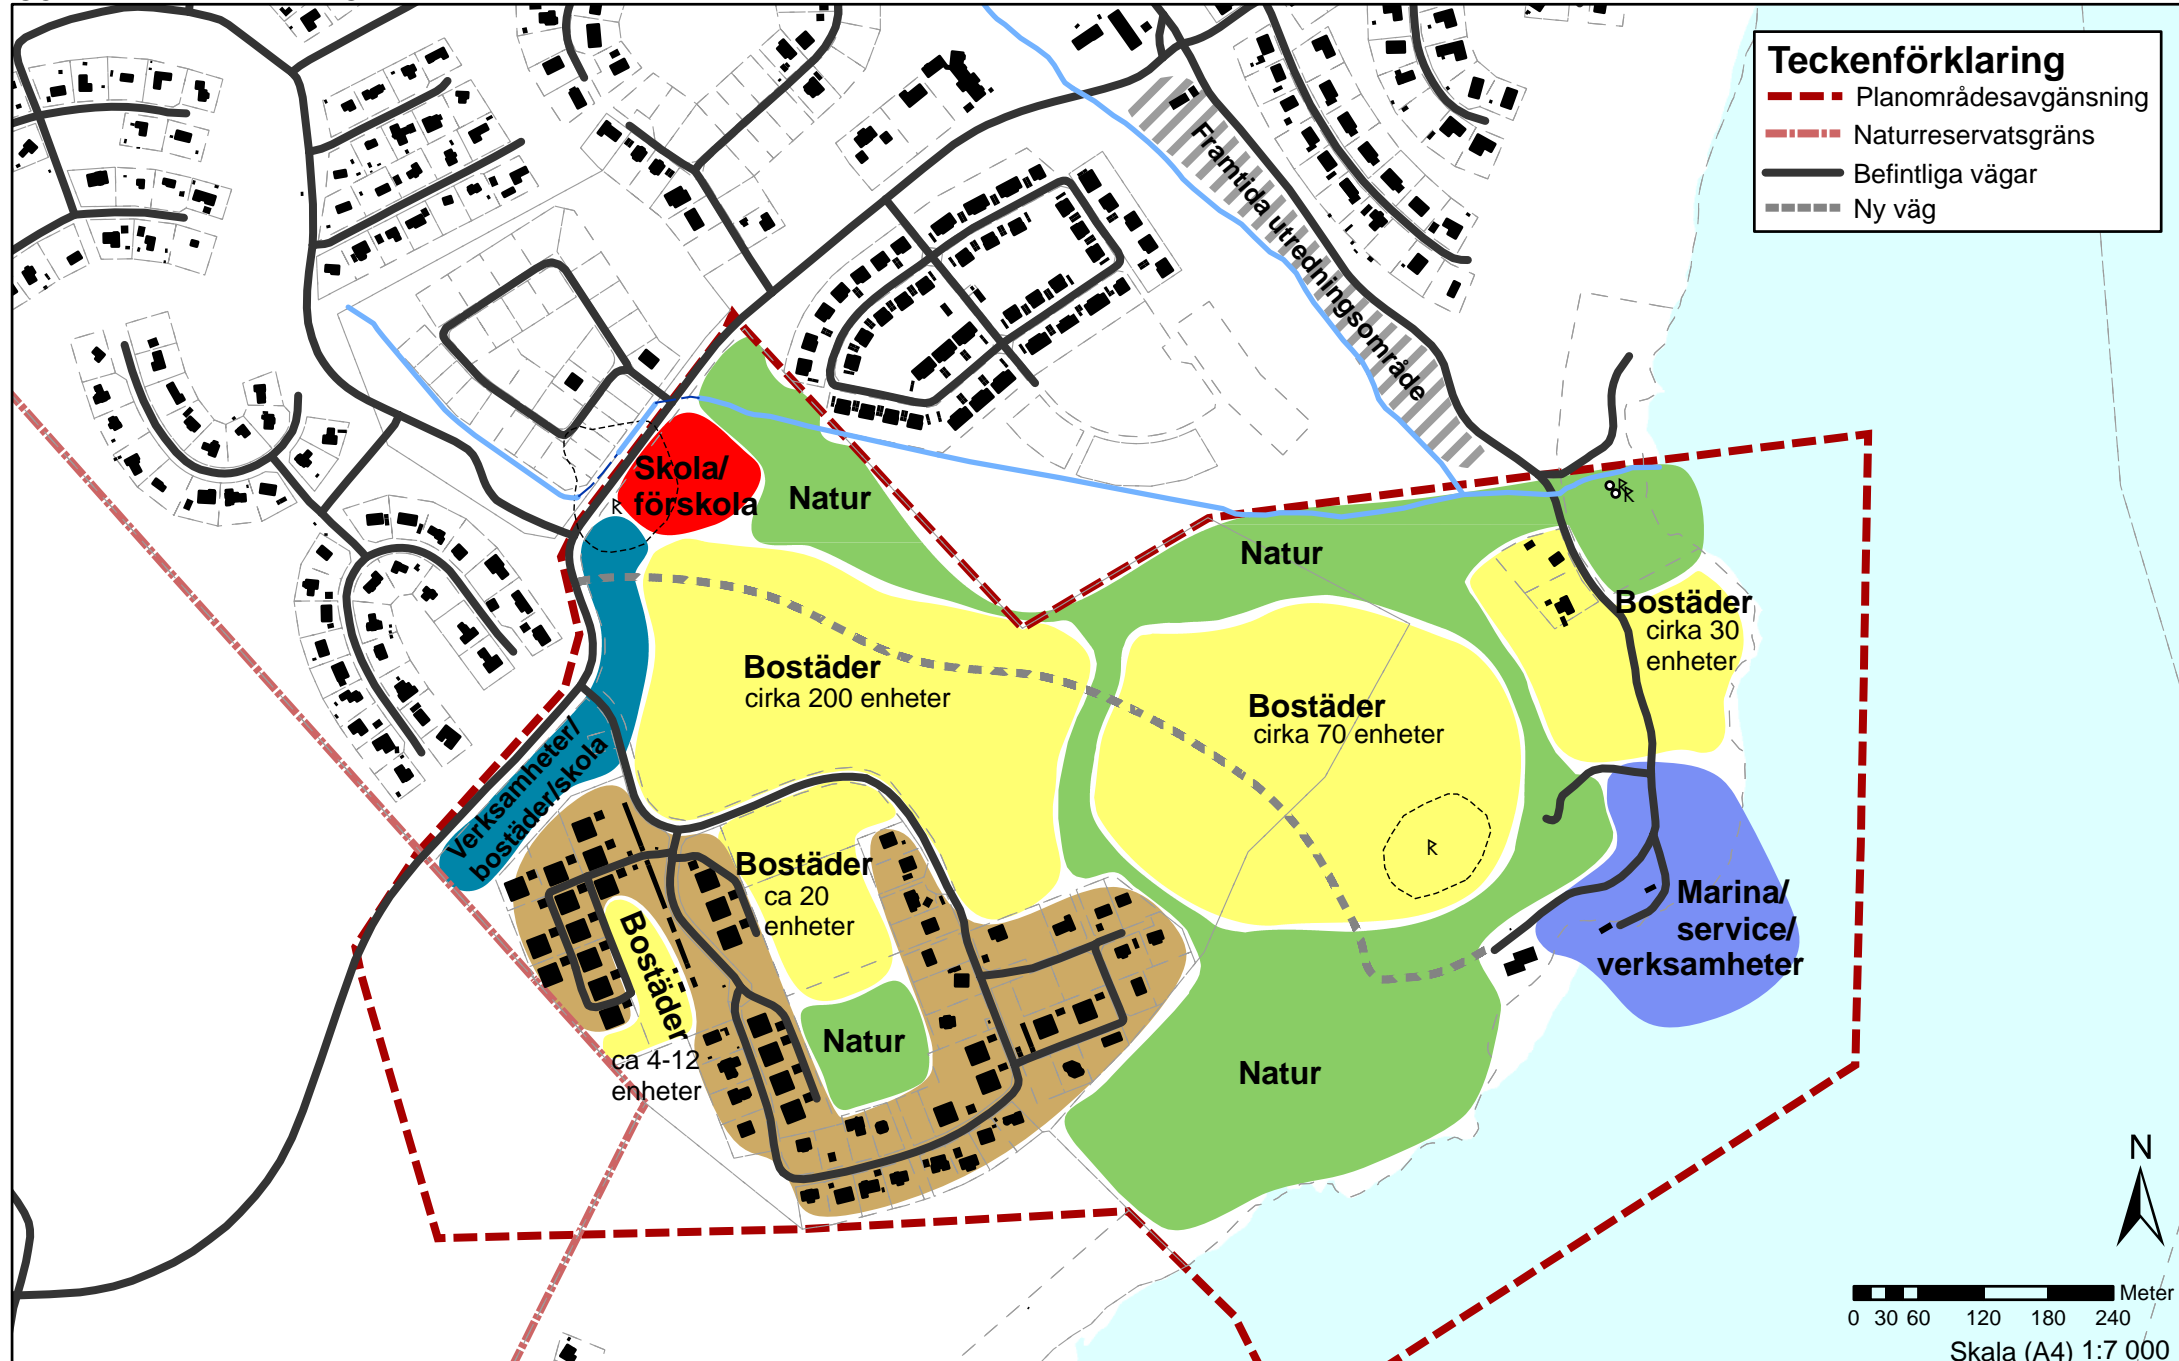 Teckenförklaring
Planområdesavgänsning
Naturreservatsgräns
Befintliga vägar
Ny väg
Framtida utredningsområde
Skola/
förskola
Natur
Natur
Bostäder
cirka 30
enheter
Bostäder
cirka 200 enheter
Bostäder
cirka 70 enheter
Verksamheter/
bostäder/skola
Bostäder
ca 20
enheter
Bostäder
ca 4-12
enheter
Natur
Natur
Marina/
service/
verksamheter
N
Meter
0 30 60 120 180 240
Skala (A4) 1:7 000